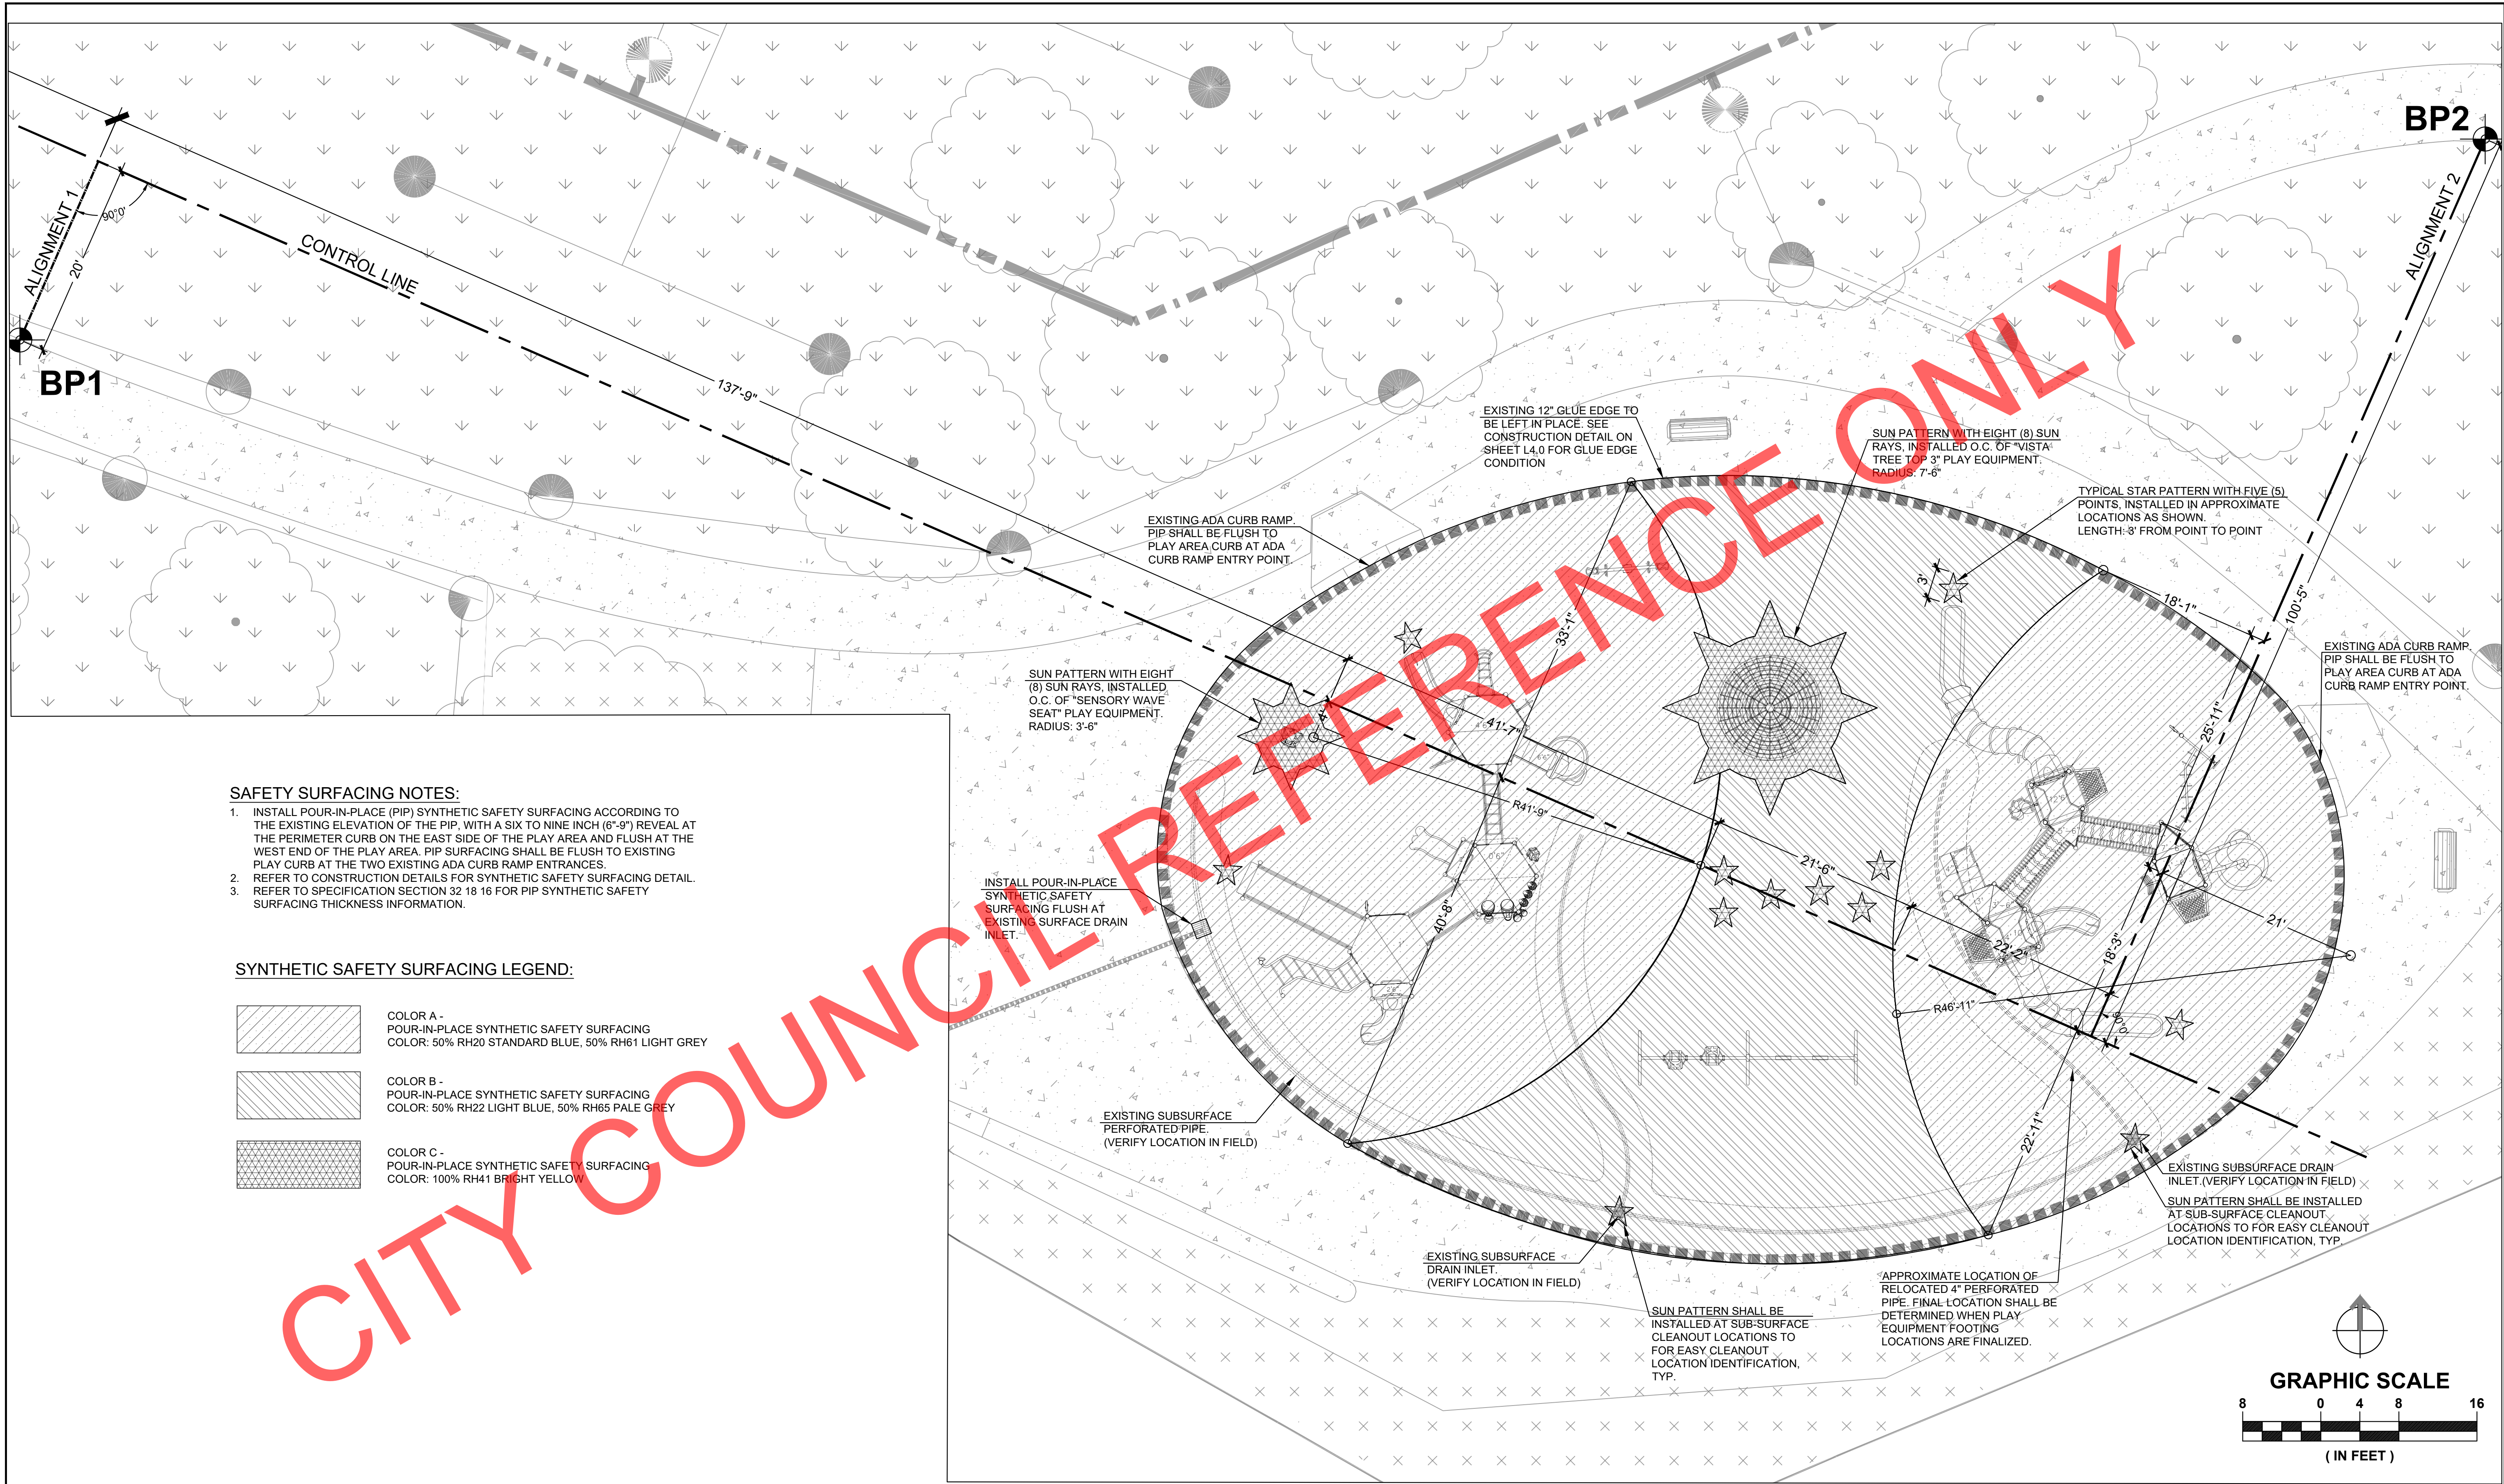 BP2
ALIGNMENT 1
90°0'
20'
CONTROL LINE
BP1
137'-9"
ALIGNMENT 2
100'-5"
EXISTING 12" GLUE EDGE TO
BE LEFT IN PLACE. SEE
CONSTRUCTION DETAIL ON
SHEET L4.0 FOR GLUE EDGE
CONDITION
SUN PATTERN WITH EIGHT (8) SUN
RAYS, INSTALLED O.C. OF "VISTA
TREE TOP 3" PLAY EQUIPMENT.
RADIUS: 7'-6"
TYPICAL STAR PATTERN WITH FIVE (5)
POINTS, INSTALLED IN APPROXIMATE
LOCATIONS AS SHOWN.
LENGTH: 3' FROM POINT TO POINT
EXISTING ADA CURB RAMP.
PIP SHALL BE FLUSH TO
PLAY AREA CURB AT ADA
CURB RAMP ENTRY POINT.
3'
18'-1"
33'-1"
EXISTING ADA CURB RAMP.
PIP SHALL BE FLUSH TO
PLAY AREA CURB AT ADA
CURB RAMP ENTRY POINT.
SUN PATTERN WITH EIGHT
(8) SUN RAYS, INSTALLED
O.C. OF "SENSORY WAVE
SEAT" PLAY EQUIPMENT.
RADIUS: 3'-6"
4'
41'-7"
25'-11"
R41'-9"
21'-6"
40'-8"
22'-2"
18'-3"
21'
R46'-11"
90°0'
22'-11"
INSTALL POUR-IN-PLACE
SYNTHETIC SAFETY
SURFACING FLUSH AT
EXISTING SURFACE DRAIN
INLET.
SAFETY SURFACING NOTES:
1. INSTALL POUR-IN-PLACE (PIP) SYNTHETIC SAFETY SURFACING ACCORDING TO
THE EXISTING ELEVATION OF THE PIP, WITH A SIX TO NINE INCH (6"-9") REVEAL AT
THE PERIMETER CURB ON THE EAST SIDE OF THE PLAY AREA AND FLUSH AT THE
WEST END OF THE PLAY AREA. PIP SURFACING SHALL BE FLUSH TO EXISTING
PLAY CURB AT THE TWO EXISTING ADA CURB RAMP ENTRANCES.
2. REFER TO CONSTRUCTION DETAILS FOR SYNTHETIC SAFETY SURFACING DETAIL.
3. REFER TO SPECIFICATION SECTION 32 18 16 FOR PIP SYNTHETIC SAFETY
SURFACING THICKNESS INFORMATION.
SYNTHETIC SAFETY SURFACING LEGEND:
COLOR A -
POUR-IN-PLACE SYNTHETIC SAFETY SURFACING
COLOR: 50% RH20 STANDARD BLUE, 50% RH61 LIGHT GREY
COLOR B -
POUR-IN-PLACE SYNTHETIC SAFETY SURFACING
COLOR: 50% RH22 LIGHT BLUE, 50% RH65 PALE GREY
COLOR C -
POUR-IN-PLACE SYNTHETIC SAFETY SURFACING
COLOR: 100% RH41 BRIGHT YELLOW
EXISTING SUBSURFACE
PERFORATED PIPE.
(VERIFY LOCATION IN FIELD)
EXISTING SUBSURFACE
DRAIN INLET.
(VERIFY LOCATION IN FIELD)
SUN PATTERN SHALL BE
INSTALLED AT SUB-SURFACE
CLEANOUT LOCATIONS TO
FOR EASY CLEANOUT
LOCATION IDENTIFICATION,
TYP.
APPROXIMATE LOCATION OF
RELOCATED 4" PERFORATED
PIPE. FINAL LOCATION SHALL BE
DETERMINED WHEN PLAY
EQUIPMENT FOOTING
LOCATIONS ARE FINALIZED.
EXISTING SUBSURFACE DRAIN
INLET.(VERIFY LOCATION IN FIELD)
SUN PATTERN SHALL BE INSTALLED
AT SUB-SURFACE CLEANOUT
LOCATIONS TO FOR EASY CLEANOUT
LOCATION IDENTIFICATION, TYP.
GRAPHIC SCALE
8 0 4 8 16
( IN FEET )
CITY COUNCIL REFERENCE ONLY